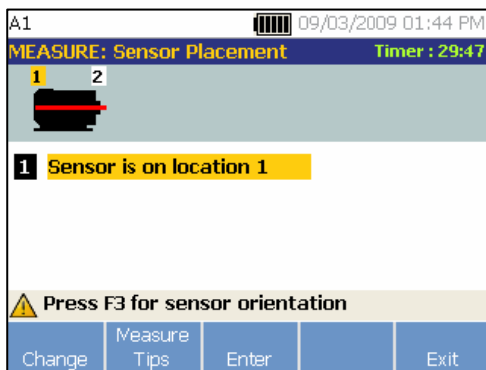 A1 09/03/2009 01:44 PM
MEASURE: Sensor Placement Timer : 29:47
1 2
1 Sensor is on location 1
Press F3 for sensor orientation
Change Measure Tips Enter Exit